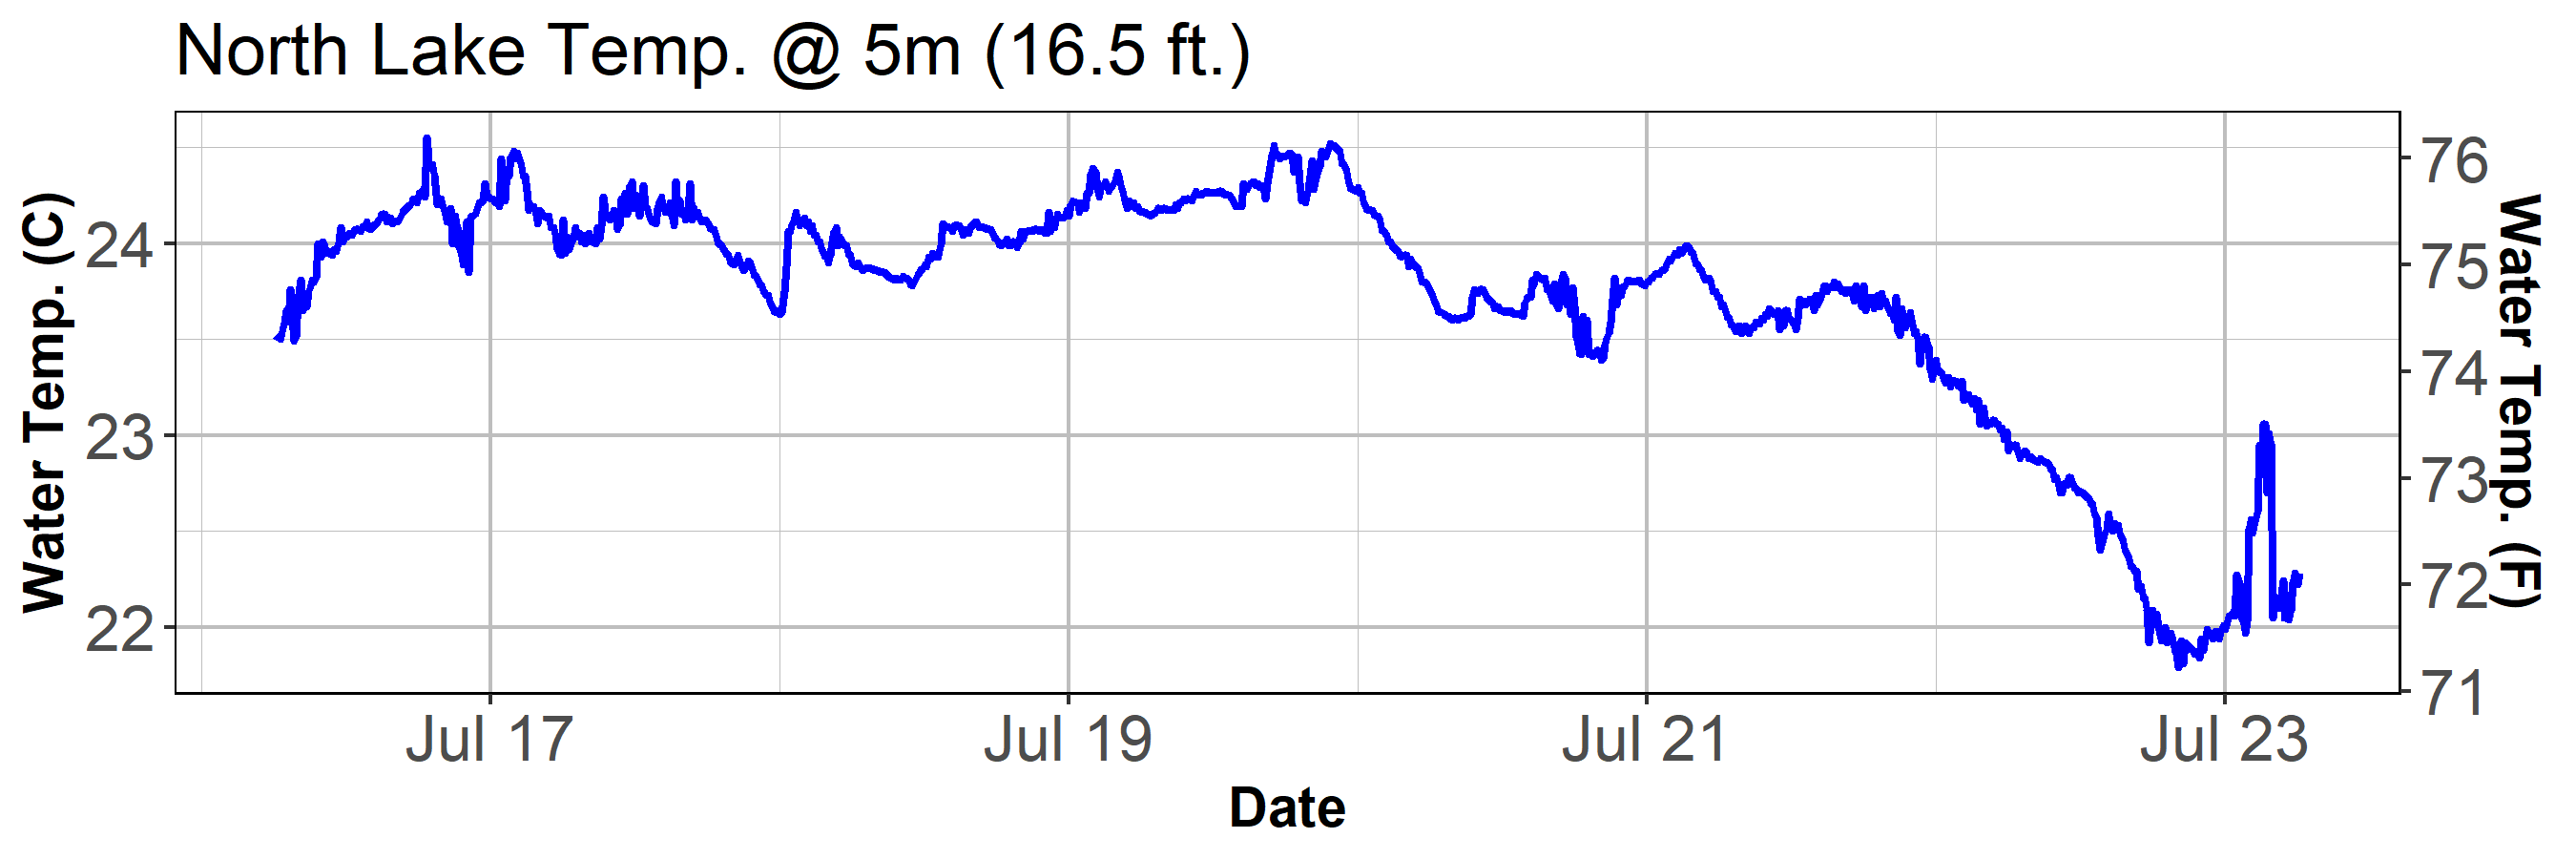 North Lake Temp. @ 5m (16.5 ft.)
Water Temp. (C)
24
23
22
76
75
74
73
72
71
Water Temp. (F)
Jul 17 Jul 19 Jul 21 Jul 23
Date